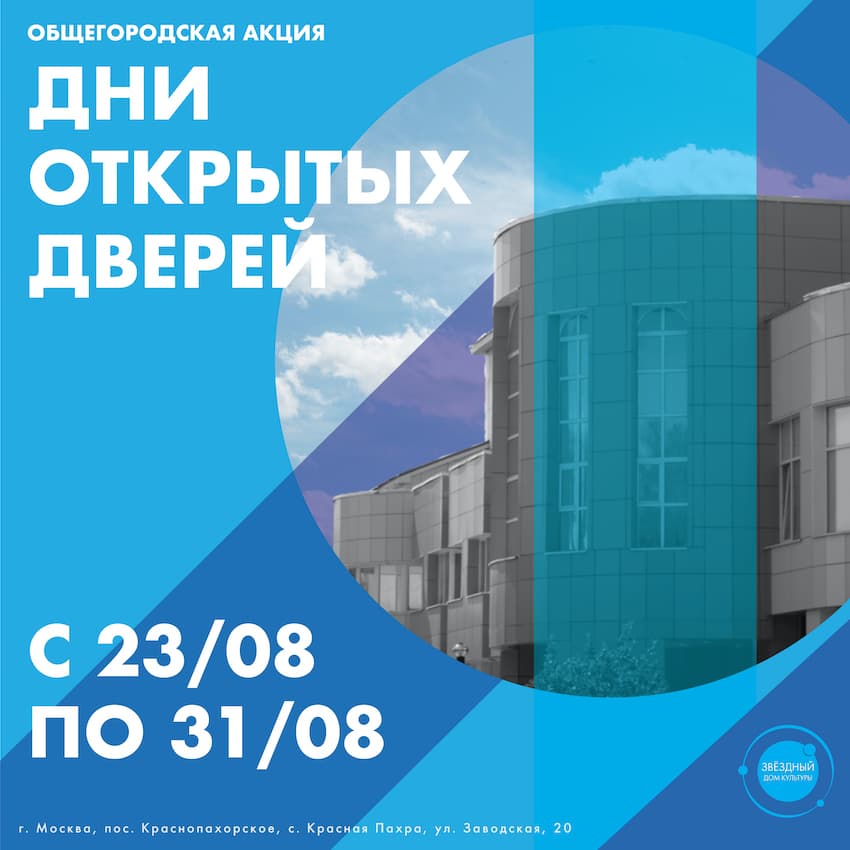 ОБЩЕГОРОДСКАЯ АКЦИЯ
ДНИ
ОТКРЫТЫХ
ДВЕРЕЙ
С 23/08
ПО 31/08
ЗВЁЗДНЫЙ
ДОМ КУЛЬТУРЫ
г. Москва, пос. Краснопахорское, с. Красная Пахра, ул. Заводская, 20